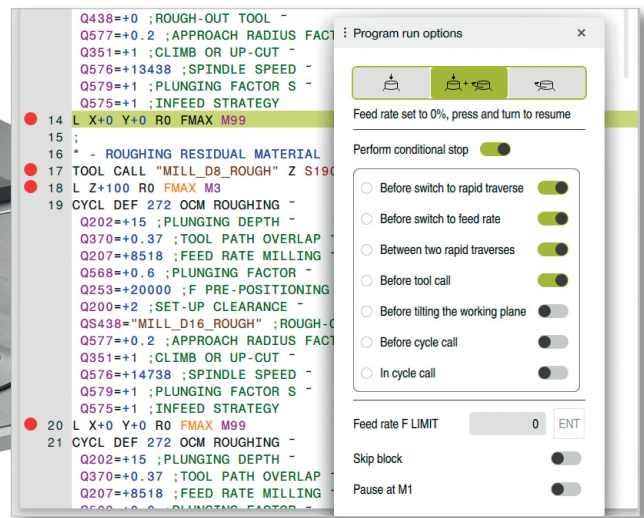 Q438=+0 ;ROUGH-OUT TOOL ~
Q577=+0.2 ;APPROACH RADIUS FACT
Q351=+1 ;CLIMB OR UP-CUT ~
Q576=+13438 ;SPINDLE SPEED ~
Q579=+1 ;PLUNGING FACTOR S ~
Q575=+1 ;INFEED STRATEGY
14 L X+0 Y+0 R0 FMAX M99
15 ;
16 * - ROUGHING RESIDUAL MATERIAL
17 TOOL CALL "MILL_D8_ROUGH" Z S190
18 L Z+100 R0 FMAX M3
19 CYCL DEF 272 OCM ROUGHING ~
Q202=+15 ;PLUNGING DEPTH ~
Q370=+0.37 ;TOOL PATH OVERLAP ~
Q207=+8518 ;FEED RATE MILLING ~
Q568=+0.6 ;PLUNGING FACTOR ~
Q253=+20000 ;F PRE-POSITIONING
Q200=+2 ;SET-UP CLEARANCE ~
QS438="MILL_D16_ROUGH" ;ROUGH-O
Q577=+0.2 ;APPROACH RADIUS FACT
Q351=+1 ;CLIMB OR UP-CUT ~
Q576=+14738 ;SPINDLE SPEED ~
Q579=+1 ;PLUNGING FACTOR S ~
Q575=+1 ;INFEED STRATEGY
20 L X+0 Y+0 R0 FMAX M99
21 CYCL DEF 272 OCM ROUGHING ~
Q202=+15 ;PLUNGING DEPTH ~
Q370=+0.37 ;TOOL PATH OVERLAP ~
Q207=+8518 ;FEED RATE MILLING ~
Program run options
Feed rate set to 0%, press and turn to resume
Perform conditional stop
Before switch to rapid traverse
Before switch to feed rate
Between two rapid traverses
Before tool call
Before tilting the working plane
Before cycle call
In cycle call
Feed rate F LIMIT 0 ENT
Skip block
Pause at M1